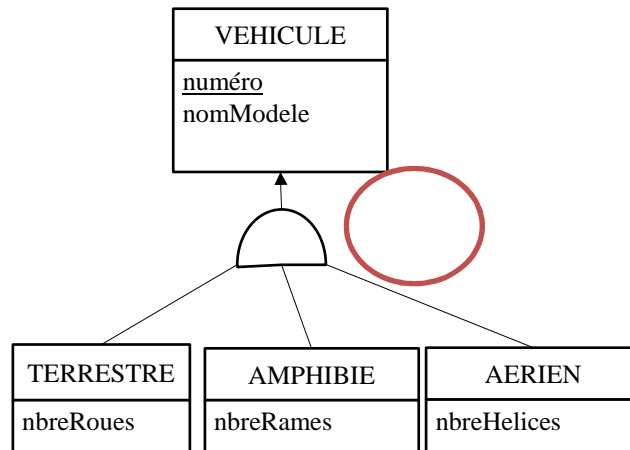 VEHICULE
numéro
nomModele
TERRESTRE
nbreRoues
AMPHIBIE
nbreRames
AERIEN
nbreHelices